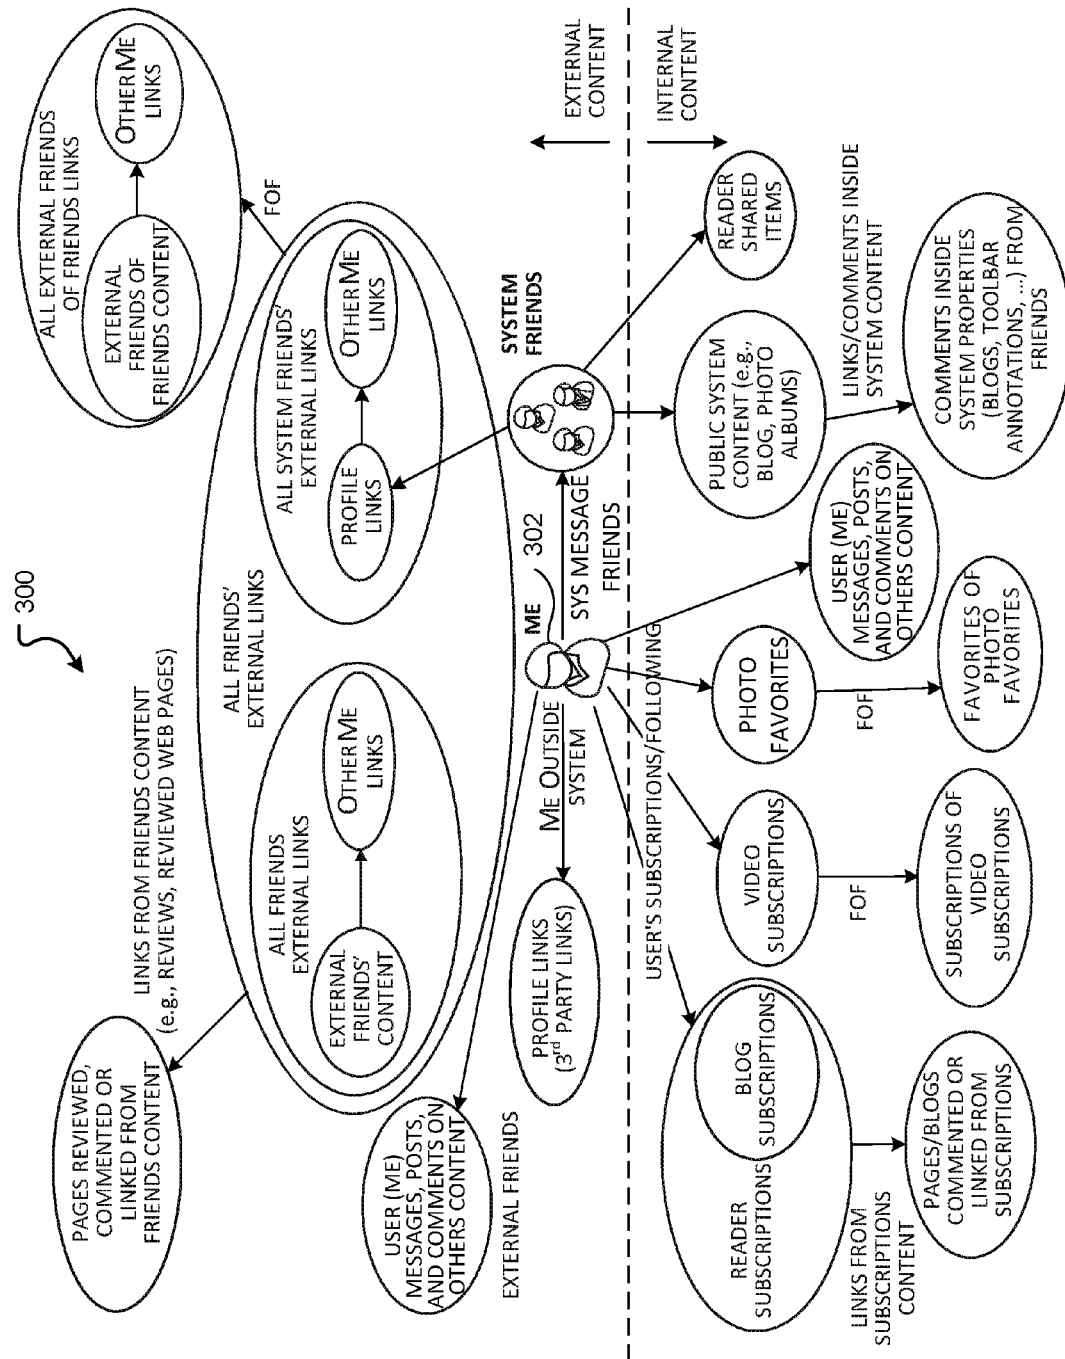 300
PAGES REVIEWED,
COMMENTED OR
LINKED FROM
FRIENDS CONTENT
LINKS FROM FRIENDS CONTENT
(e.g., REVIEWS, REVIEWED WEB PAGES)
ALL EXTERNAL FRIENDS
OF FRIENDS LINKS
EXTERNAL
FRIENDS OF
FRIENDS CONTENT
OTHER ME
LINKS
FOF
ALL FRIENDS'
EXTERNAL LINKS
ALL FRIENDS
EXTERNAL LINKS
EXTERNAL
FRIENDS'
CONTENT
OTHER ME
LINKS
ALL SYSTEM FRIENDS'
EXTERNAL LINKS
PROFILE
LINKS
OTHER ME
LINKS
USER (ME)
MESSAGES, POSTS,
AND COMMENTS ON
OTHERS CONTENT
EXTERNAL FRIENDS
PROFILE LINKS
(3rd PARTY LINKS)
ME OUTSIDE
SYSTEM
ME
302
SYS MESSAGE
FRIENDS
SYSTEM
FRIENDS
EXTERNAL
CONTENT
INTERNAL
CONTENT
USER'S SUBSCRIPTIONS/FOLLOWING
READER
SUBSCRIPTIONS
BLOG
SUBSCRIPTIONS
LINKS FROM
SUBSCRIPTIONS
CONTENT
PAGES/BLOGS
COMMENTED OR
LINKED FROM
SUBSCRIPTIONS
VIDEO
SUBSCRIPTIONS
FOF
SUBSCRIPTIONS OF
VIDEO
SUBSCRIPTIONS
PHOTO
FAVORITES
FOF
FAVORITES OF
PHOTO
FAVORITES
USER (ME)
MESSAGES, POSTS,
AND COMMENTS ON
OTHERS CONTENT
PUBLIC SYSTEM
CONTENT (e.g.,
BLOG, PHOTO
ALBUMS)
READER
SHARED
ITEMS
LINKS/COMMENTS INSIDE
SYSTEM CONTENT
COMMENTS INSIDE
SYSTEM PROPERTIES
(BLOGS, TOOLBAR
ANNOTATIONS, ...) FROM
FRIENDS